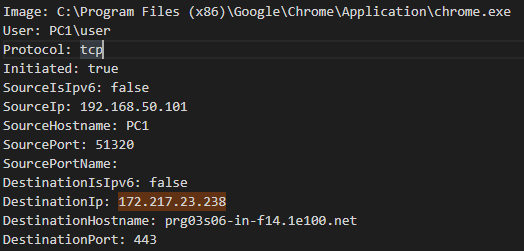 Image: C:\Program Files (x86)\Google\Chrome\Application\chrome.exe
User: PC1\user
Protocol: tcp
Initiated: true
SourceIsIpv6: false
SourceIp: 192.168.50.101
SourceHostname: PC1
SourcePort: 51320
SourcePortName:
DestinationIsIpv6: false
DestinationIp: 172.217.23.238
DestinationHostname: prg03s06-in-f14.1e100.net
DestinationPort: 443